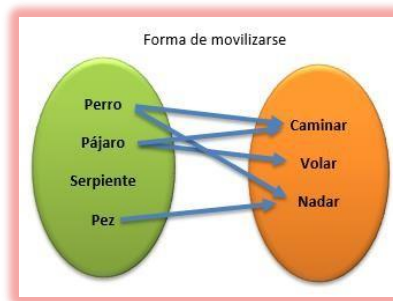 Forma de movilizarse
Perro
Pájaro
Serpiente
Pez
Caminar
Volar
Nadar